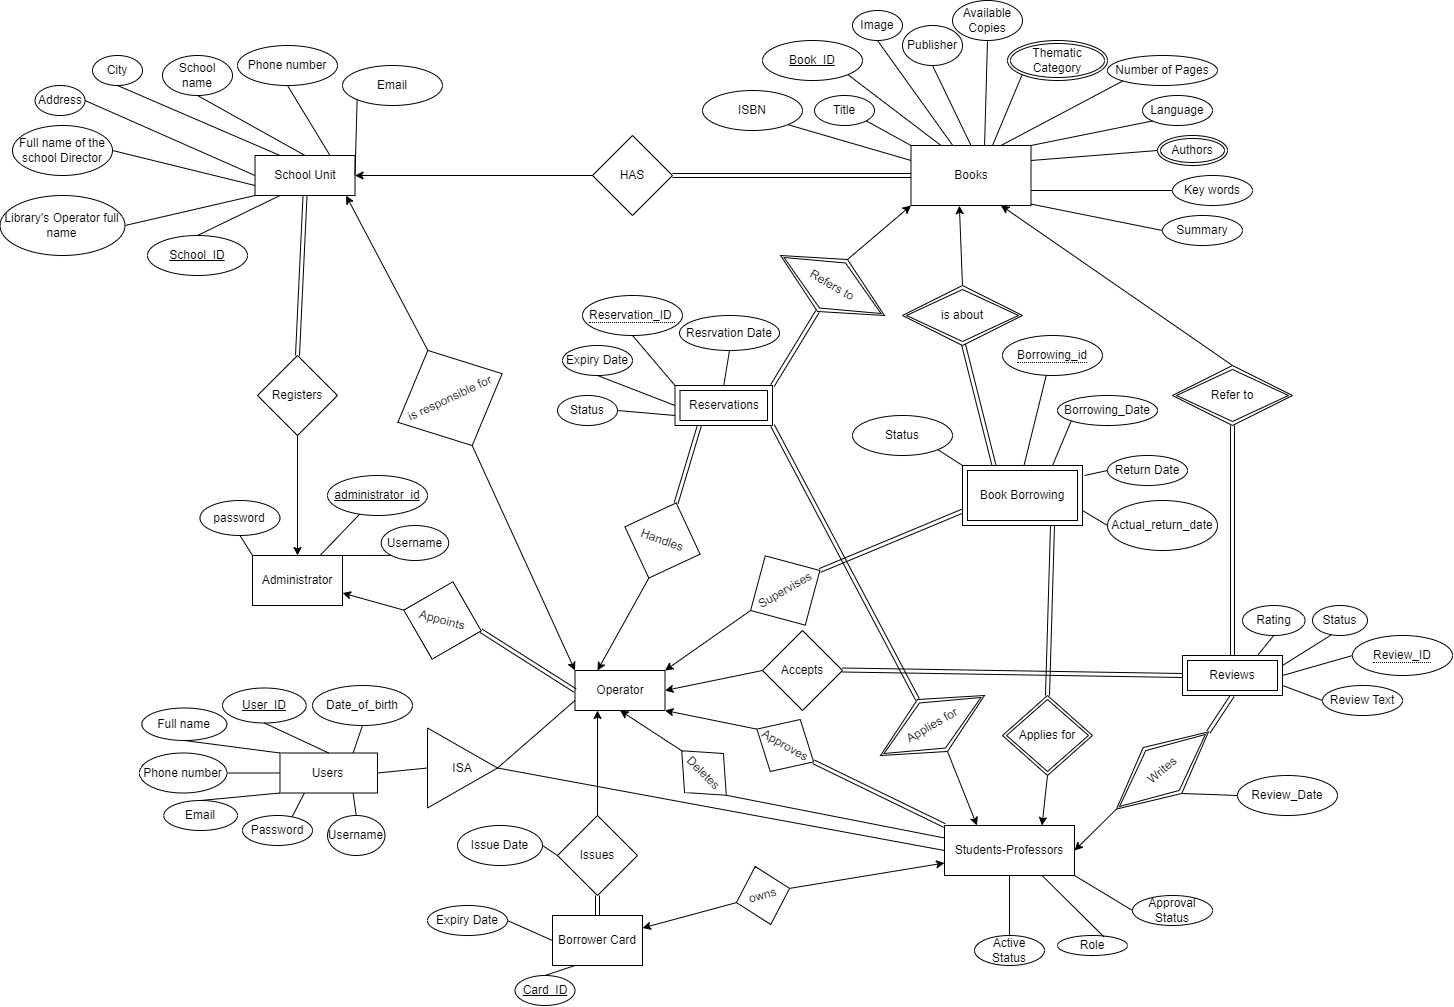 Available
Copies
Image
Publisher
Thematic
Category
Book_ID
Number of Pages
Phone number
School
name
City
Email
Address
ISBN
Title
Language
Full name of the
school Director
Authors
School Unit
HAS
Books
Key words
Library's Operator full
name
Summary
School_ID
Refers to
Reservation_ID
Resrvation Date
is about
Borrowing_id
Expiry Date
Registers
is responsible for
Refer to
Status
Reservations
Borrowing_Date
Status
Return Date
administrator_id
Book Borrowing
password
Actual_return_date
Username
Handles
Administrator
Supervises
Appoints
Rating
Status
Review_ID
Accepts
Reviews
Operator
Review Text
User_ID
Date_of_birth
Full name
Applies for
Applies for
Approves
Phone number
Users
ISA
Deletes
Writes
Review_Date
Email
Password
Username
Issue Date
Issues
Students-Professors
owns
Approval
Status
Expiry Date
Borrower Card
Active
Status
Role
Card_ID